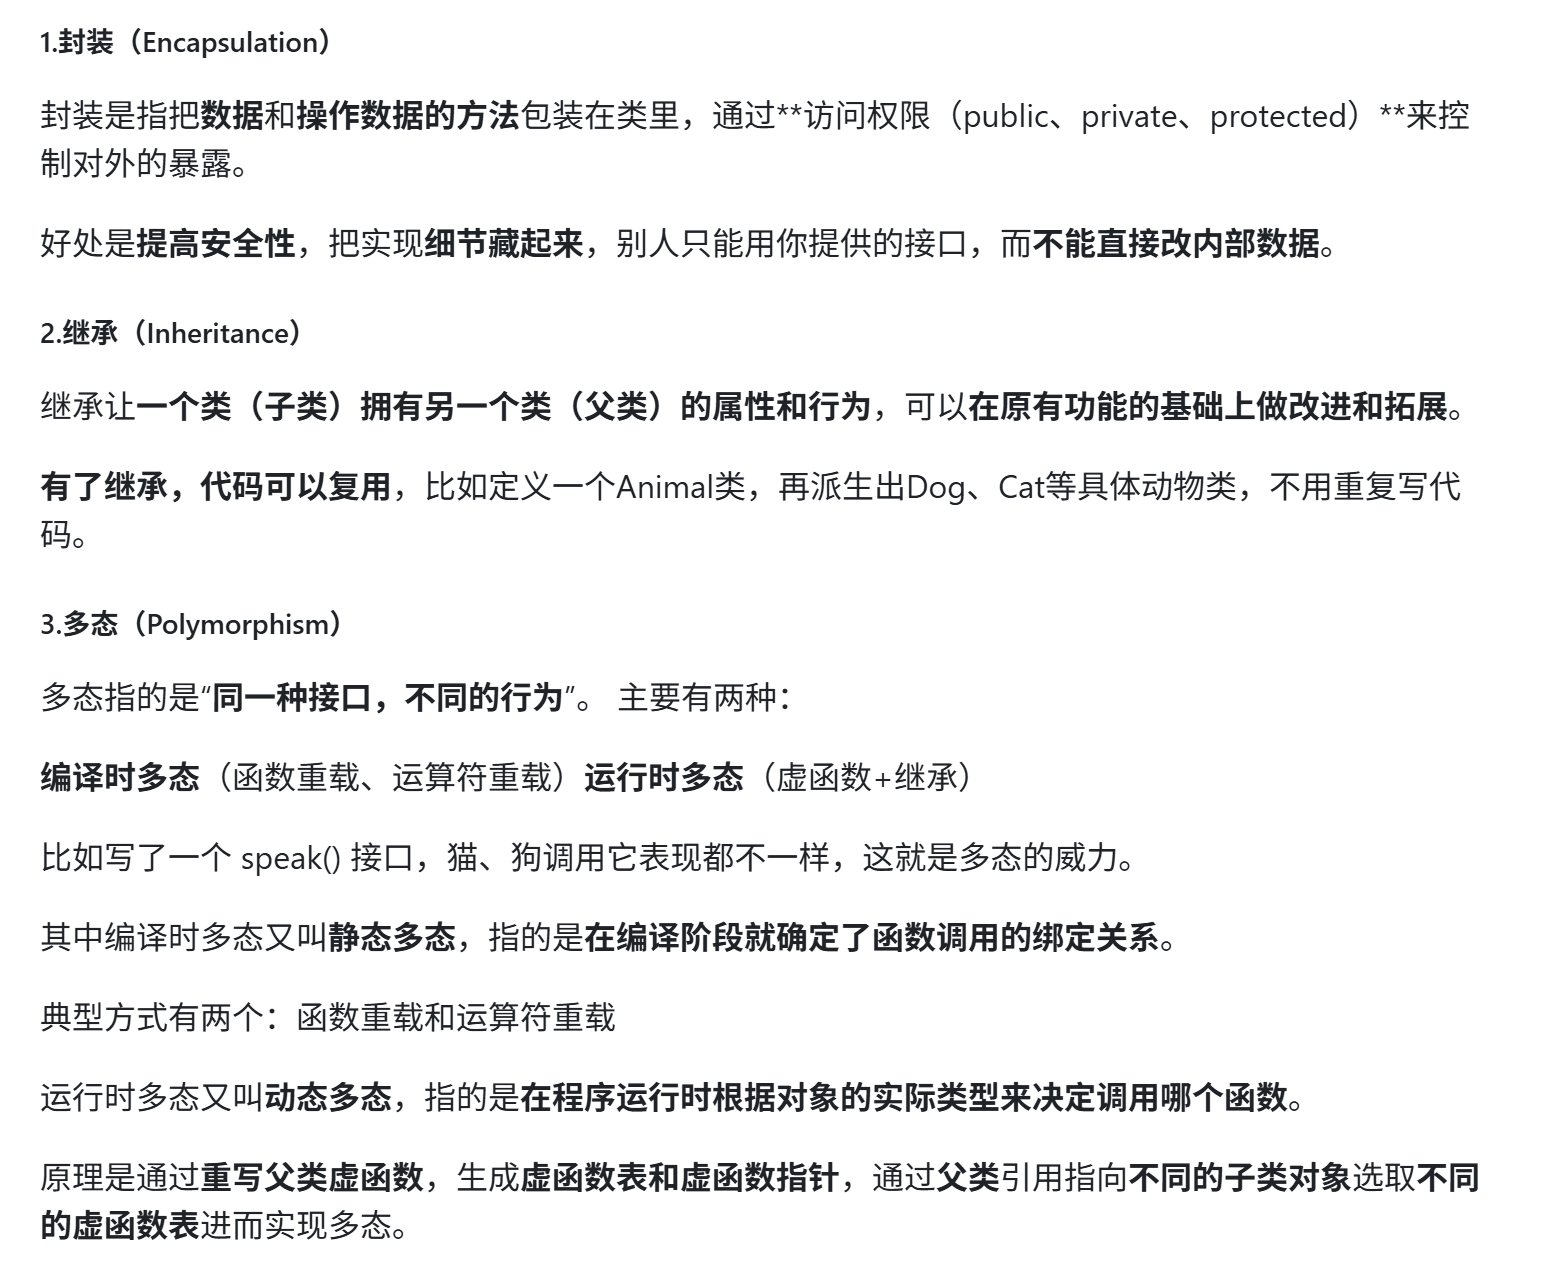 1.封装（Encapsulation）
封装是指把数据和操作数据的方法包装在类里，通过**访问权限（public、private、protected）**来控
制对外的暴露。
好处是提高安全性，把实现细节藏起来，别人只能用你提供的接口，而不能直接改内部数据。
2.继承（Inheritance）
继承让一个类（子类）拥有另一个类（父类）的属性和行为，可以在原有功能的基础上做改进和拓展。
有了继承，代码可以复用，比如定义一个Animal类，再派生出Dog、Cat等具体动物类，不用重复写代
码。
3.多态（Polymorphism）
多态指的是“同一种接口，不同的行为”。 主要有两种：
编译时多态（函数重载、运算符重载）运行时多态（虚函数+继承）
比如写了一个 speak() 接口，猫、狗调用它表现都不一样，这就是多态的威力。
其中编译时多态又叫静态多态，指的是在编译阶段就确定了函数调用的绑定关系。
典型方式有两个：函数重载和运算符重载
运行时多态又叫动态多态，指的是在程序运行时根据对象的实际类型来决定调用哪个函数。
原理是通过重写父类虚函数，生成虚函数表和虚函数指针，通过父类引用指向不同的子类对象选取不同
的虚函数表进而实现多态。